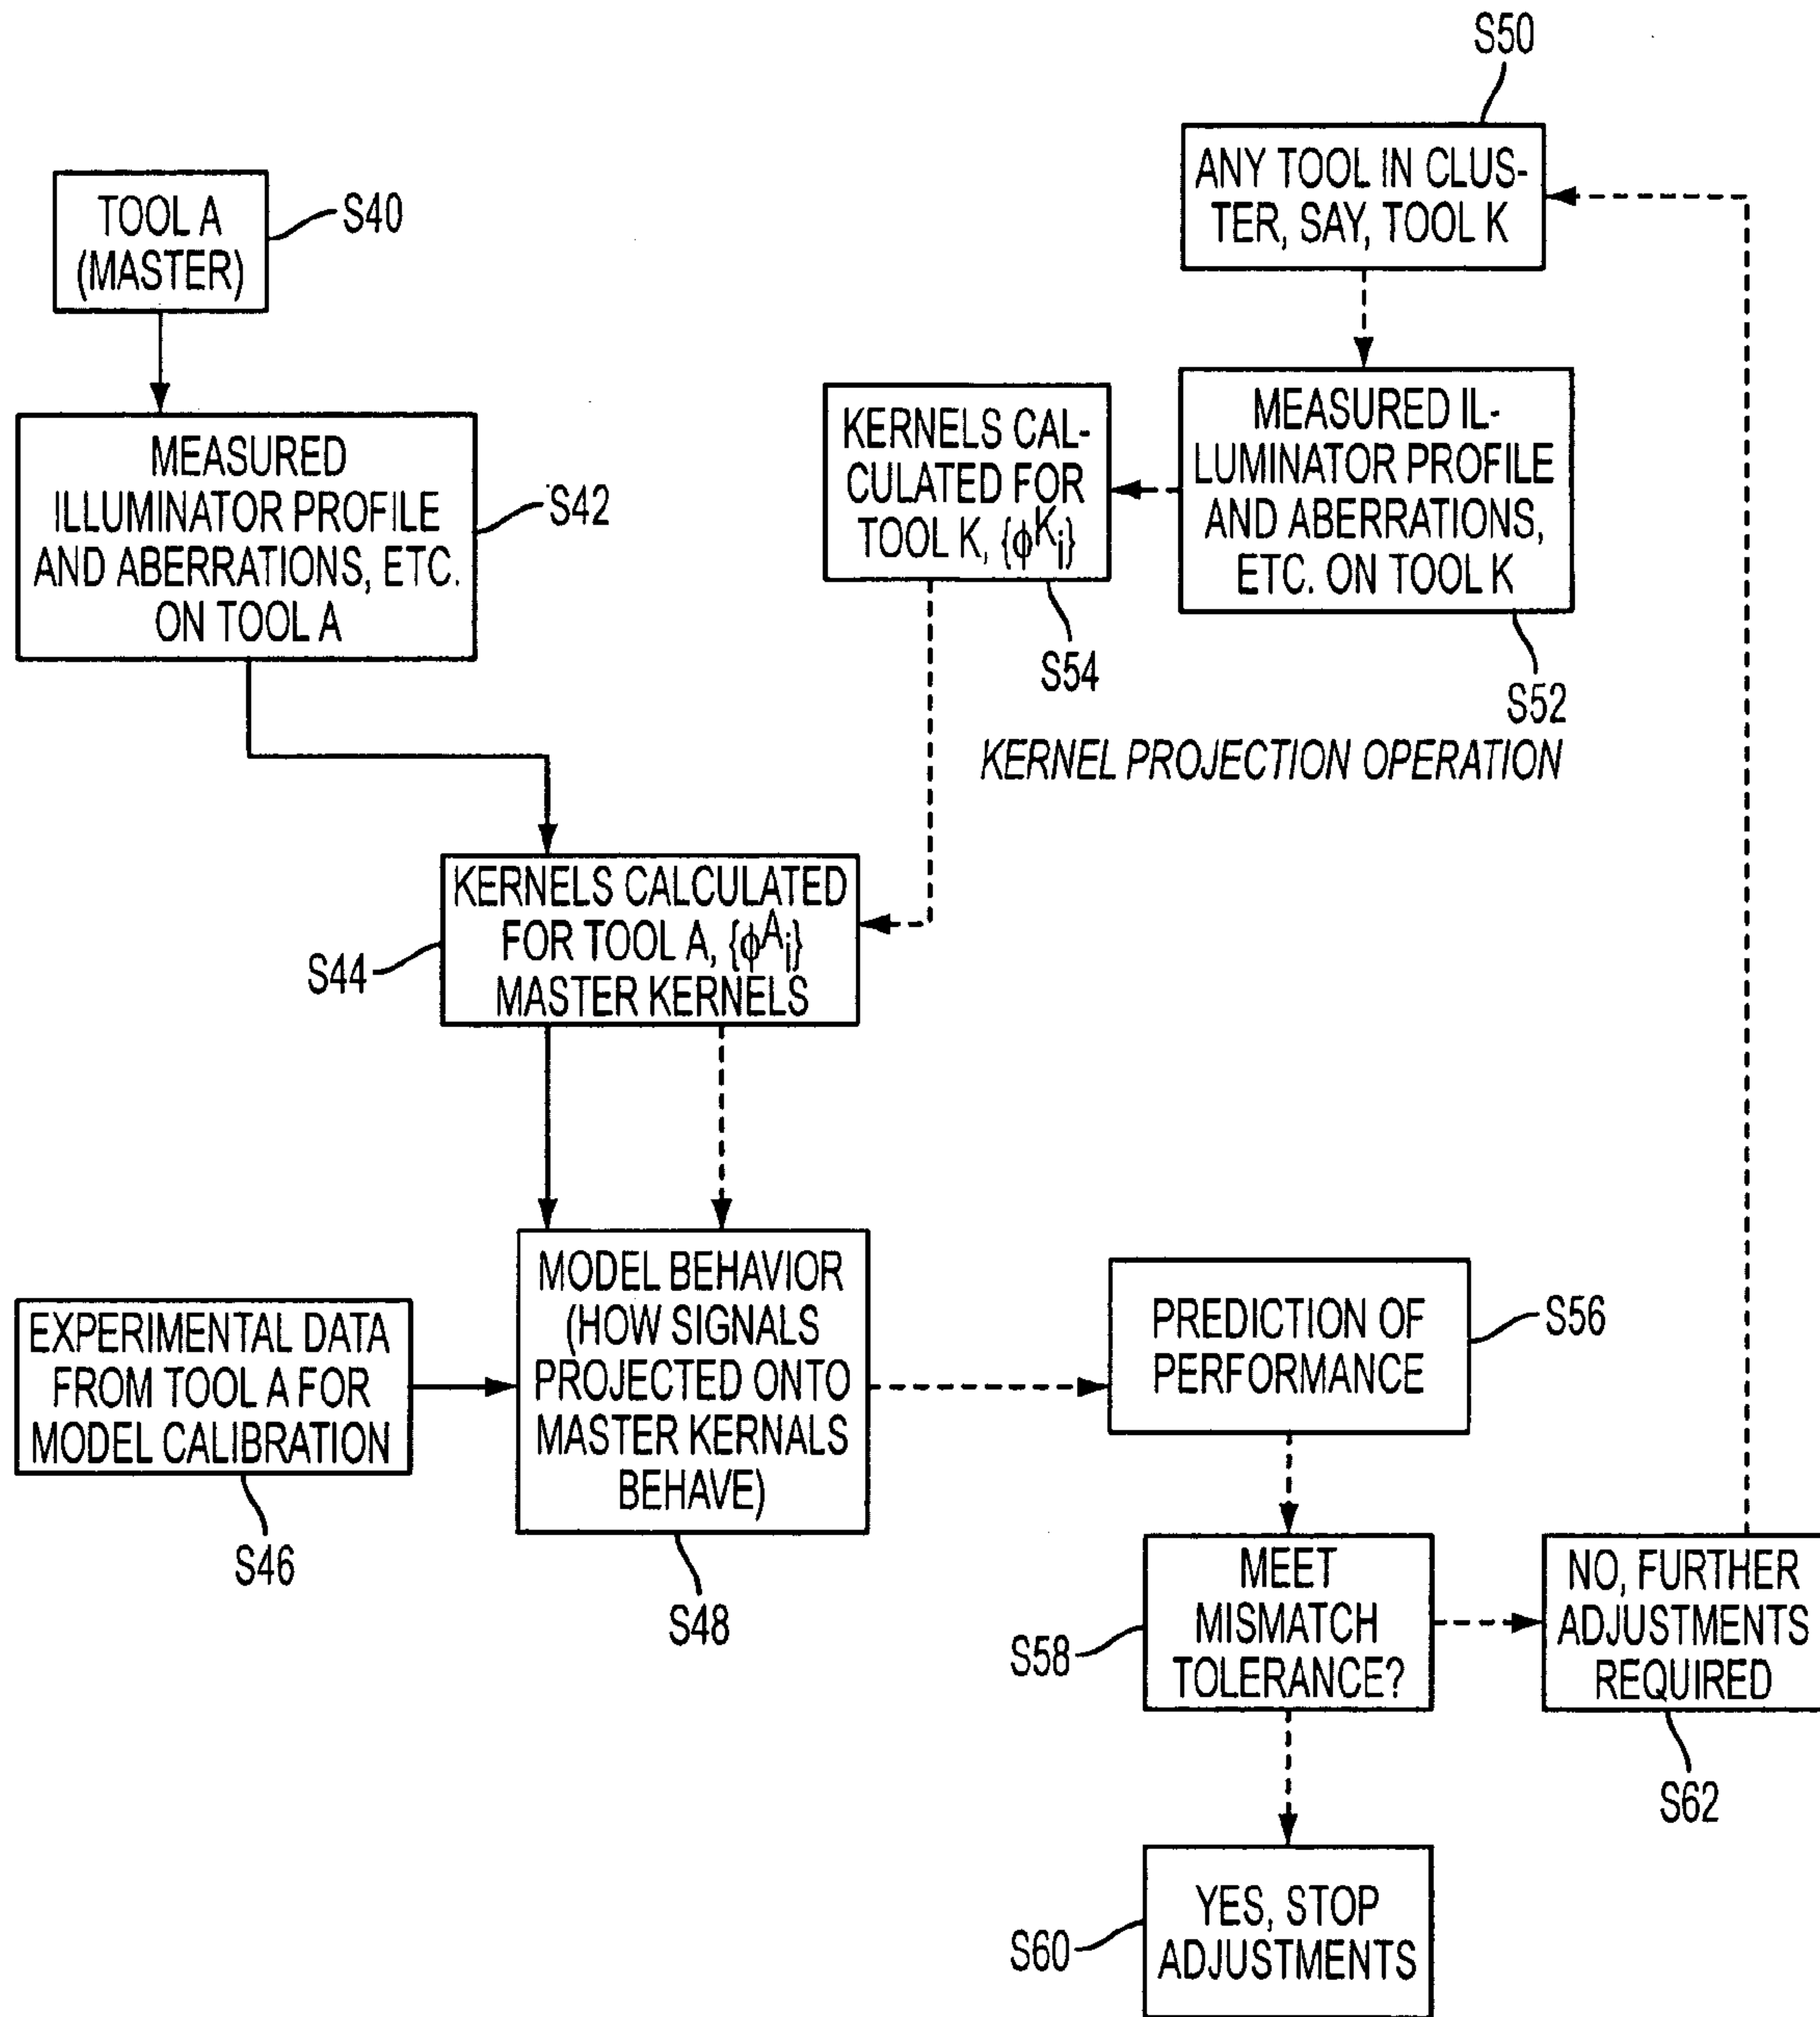 TOOL A
(MASTER)
S40
MEASURED
ILLUMINATOR PROFILE
AND ABERRATIONS, ETC.
ON TOOL A
S42
S50
ANY TOOL IN CLUS-
TER, SAY, TOOL K
MEASURED IL-
LUMINATOR PROFILE
AND ABERRATIONS,
ETC. ON TOOL K
S52
KERNELS CAL-
CULATED FOR
TOOL K, {ϕKi}
S54
KERNEL PROJECTION OPERATION
KERNELS CALCULATED
FOR TOOL A, {ϕAi}
MASTER KERNELS
S44
EXPERIMENTAL DATA
FROM TOOL A FOR
MODEL CALIBRATION
S46
MODEL BEHAVIOR
(HOW SIGNALS
PROJECTED ONTO
MASTER KERNALS
BEHAVE)
S48
PREDICTION OF
PERFORMANCE
S56
MEET
MISMATCH
TOLERANCE?
S58
NO, FURTHER
ADJUSTMENTS
REQUIRED
S62
YES, STOP
ADJUSTMENTS
S60